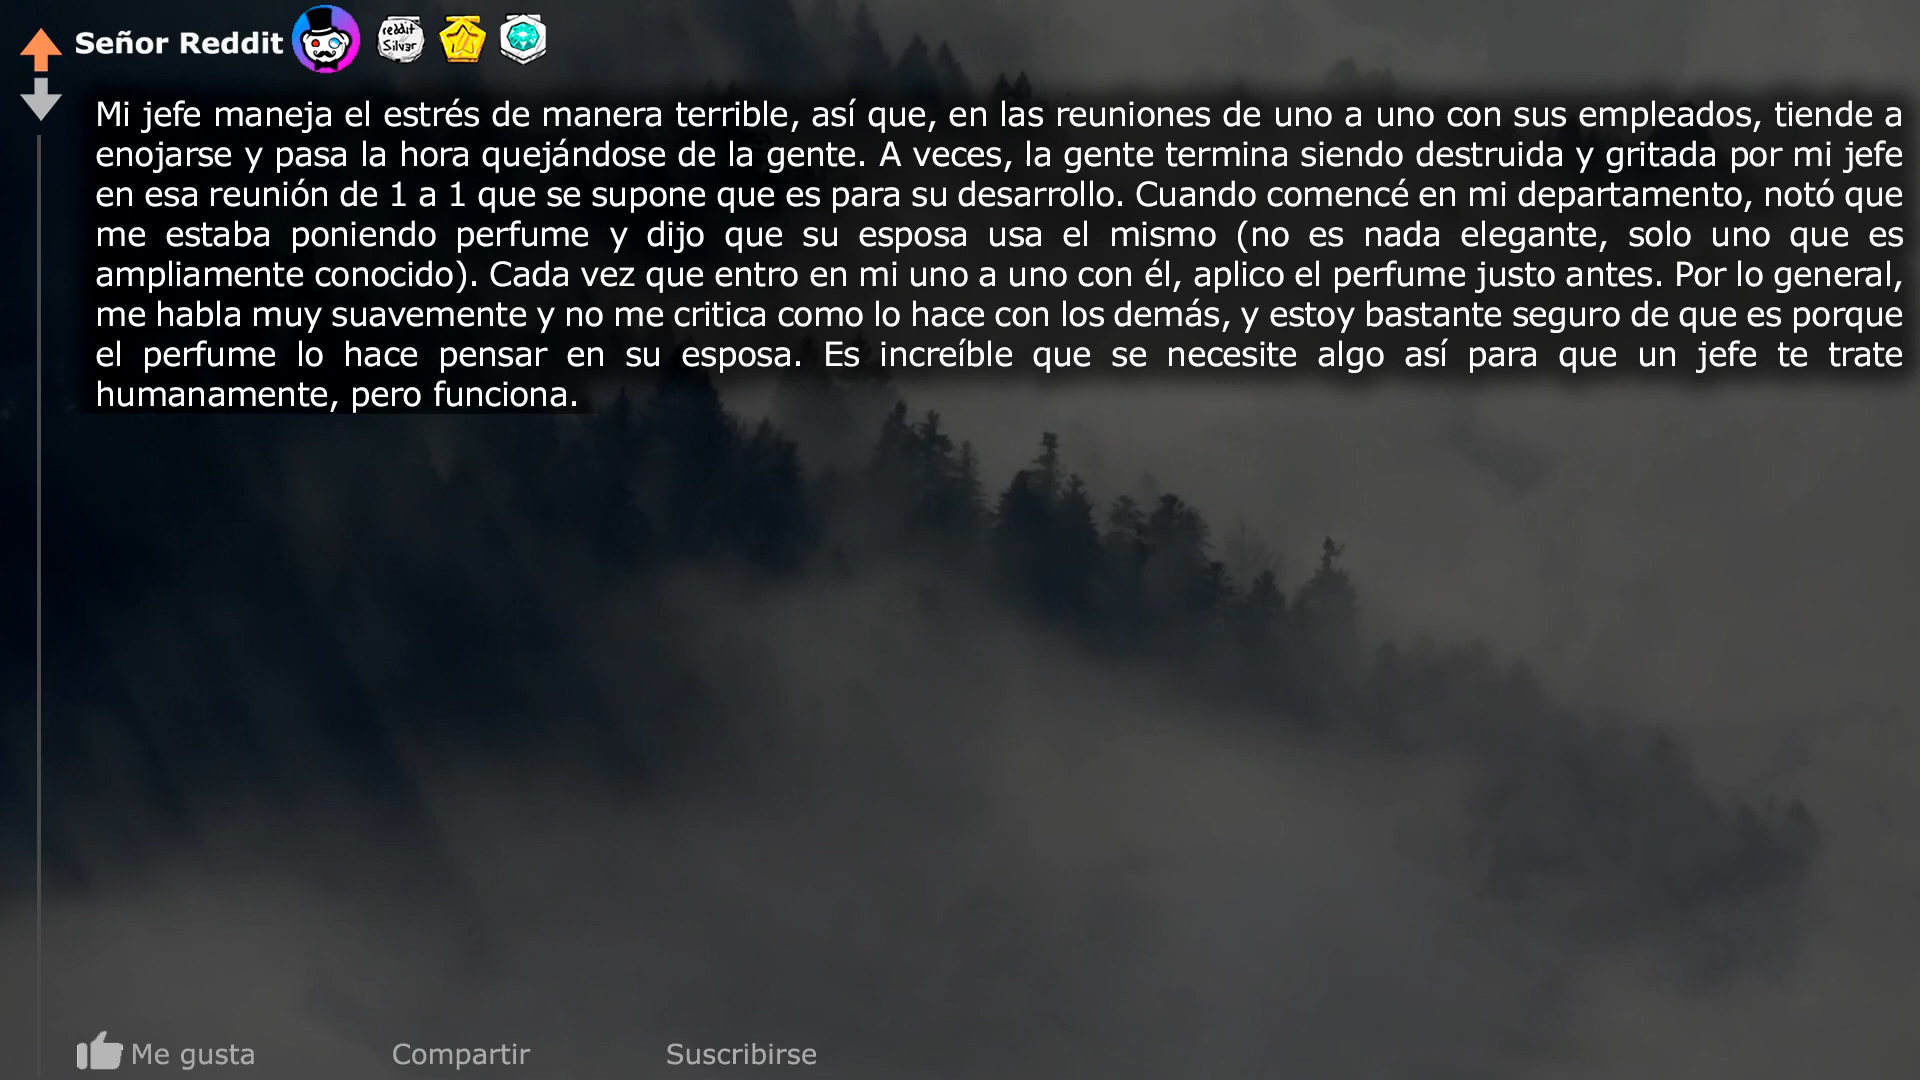 Señor Reddit
reddit
Silver
Mi jefe maneja el estrés de manera terrible, así que, en las reuniones de uno a uno con sus empleados, tiende a
enojarse y pasa la hora quejándose de la gente. A veces, la gente termina siendo destruida y gritada por mi jefe
en esa reunión de 1 a 1 que se supone que es para su desarrollo. Cuando comencé en mi departamento, notó que
me estaba poniendo perfume y dijo que su esposa usa el mismo (no es nada elegante, solo uno que es
ampliamente conocido). Cada vez que entro en mi uno a uno con él, aplico el perfume justo antes. Por lo general,
me habla muy suavemente y no me critica como lo hace con los demás, y estoy bastante seguro de que es porque
el perfume lo hace pensar en su esposa. Es increíble que se necesite algo así para que un jefe te trate
humanamente, pero funciona.
Me gusta
Compartir
Suscribirse